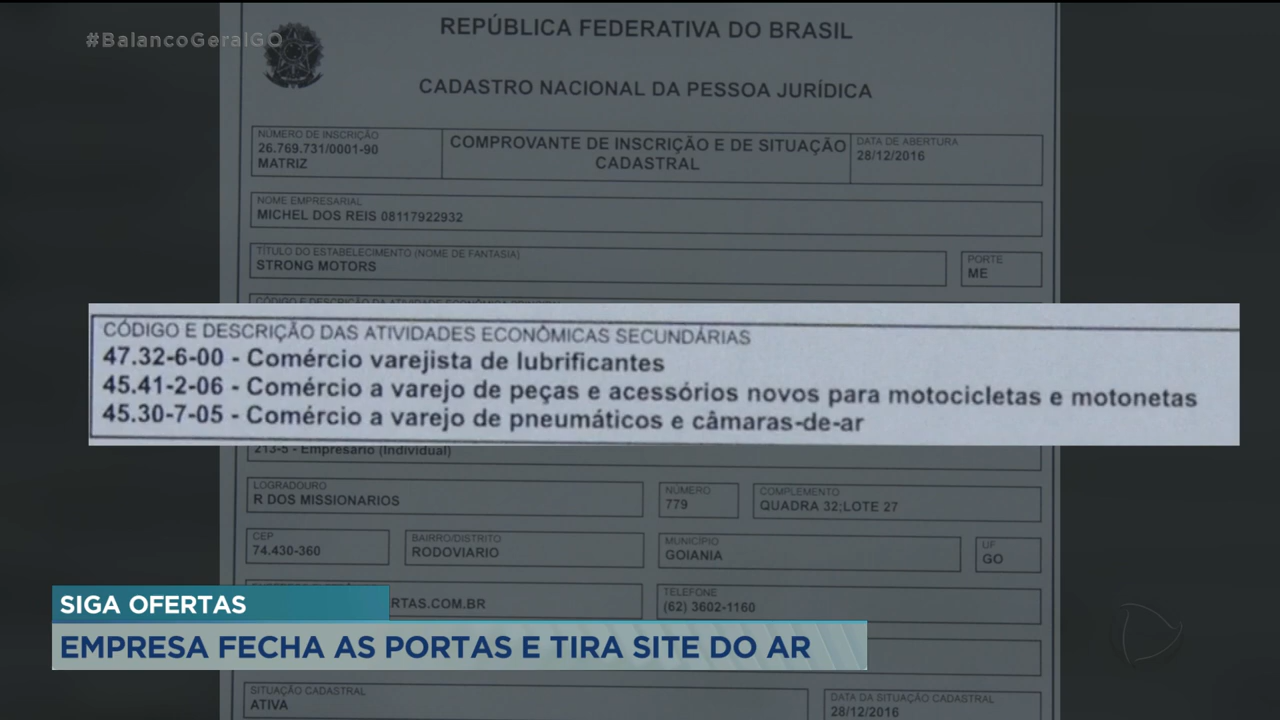 #BalancoGeralGO
REPÚBLICA FEDERATIVA DO BRASIL
CADASTRO NACIONAL DA PESSOA JURÍDICA
NÚMERO DE INSCRIÇÃO
26.769.731/0001-90
MATRIZ
COMPROVANTE DE INSCRIÇÃO E DE SITUAÇÃO
CADASTRAL
DATA DE ABERTURA
28/12/2016
NOME EMPRESARIAL
MICHEL DOS REIS 08117922932
TÍTULO DO ESTABELECIMENTO (NOME DE FANTASIA)
STRONG MOTORS
PORTE
ME
CÓDIGO E DESCRIÇÃO DAS ATIVIDADES ECONÔMICAS SECUNDÁRIAS
47.32-6-00 - Comércio varejista de lubrificantes
45.41-2-06 - Comércio a varejo de peças e acessórios novos para motocicletas e motonetas
45.30-7-05 - Comércio a varejo de pneumáticos e câmaras-de-ar
213-5 - Empresário (Individual)
LOGRADOURO
R DOS MISSIONARIOS
NÚMERO
779
COMPLEMENTO
QUADRA 32;LOTE 27
CEP
74.430-360
BAIRRO/DISTRITO
RODOVIARIO
MUNICÍPIO
GOIANIA
UF
GO
RTAS.COM.BR
TELEFONE
(62) 3602-1160
SIGA OFERTAS
EMPRESA FECHA AS PORTAS E TIRA SITE DO AR
SITUAÇÃO CADASTRAL
ATIVA
DATA DA SITUAÇÃO CADASTRAL
28/12/2016